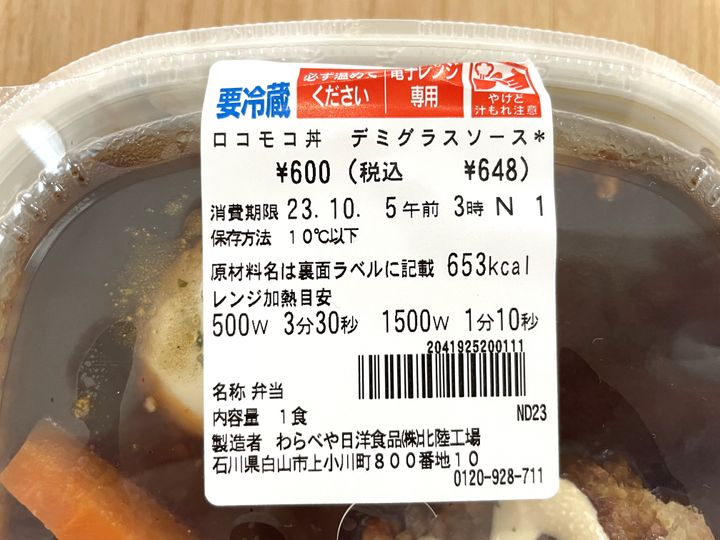 要冷蔵
必ず温めて
ください
電子レンジ
専用
やけど
汁もれ注意
ロコモコ丼 デミグラスソース*
¥600（税込 ¥648）
消費期限 23.10. 5午前 3時 N 1
保存方法 10℃以下
原材料名は裏面ラベルに記載 653kcal
レンジ加熱目安
500W 3分30秒 1500W 1分10秒
2041925200111
名称 弁当
内容量 1食
ND23
製造者 わらべや日洋食品㈱北陸工場
石川県白山市上小川町800番地10
0120-928-711